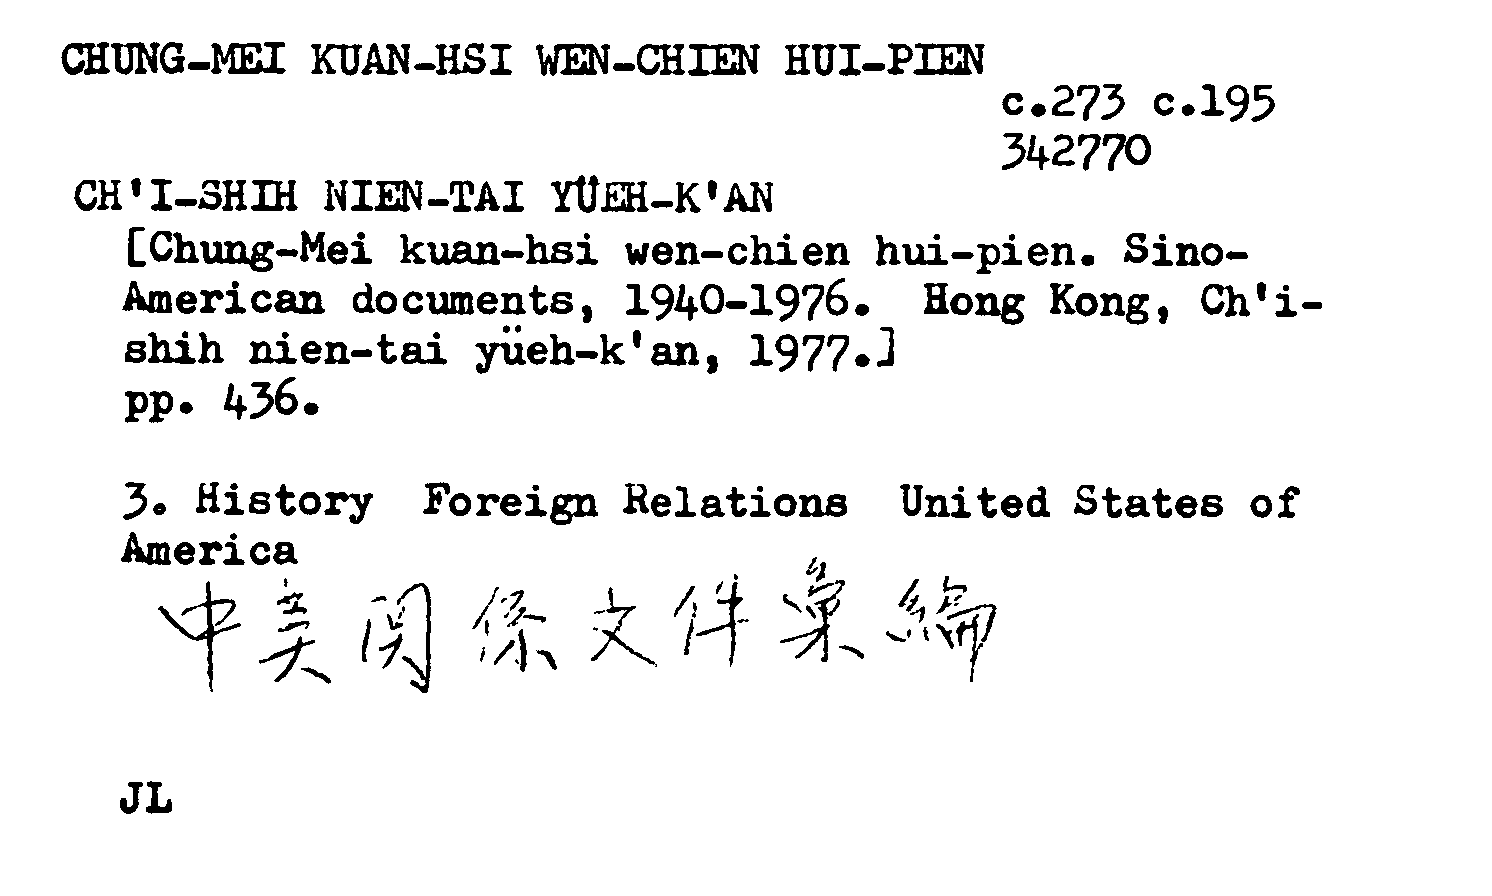 CHUNG-MEI KUAN-HSI WEN-CHIEN HUI-PIEN
c.273 c.195
342770
CH'I-SHIH NIEN-TAI YÜEH-K'AN
[Chung-Mei kuan-hsi wen-chien hui-pien. Sino-
American documents, 1940-1976. Hong Kong, Ch'i-
shih nien-tai yüeh-k'an, 1977.]
pp. 436.
3. History Foreign Relations United States of
America
中美関係文件彙編
JL